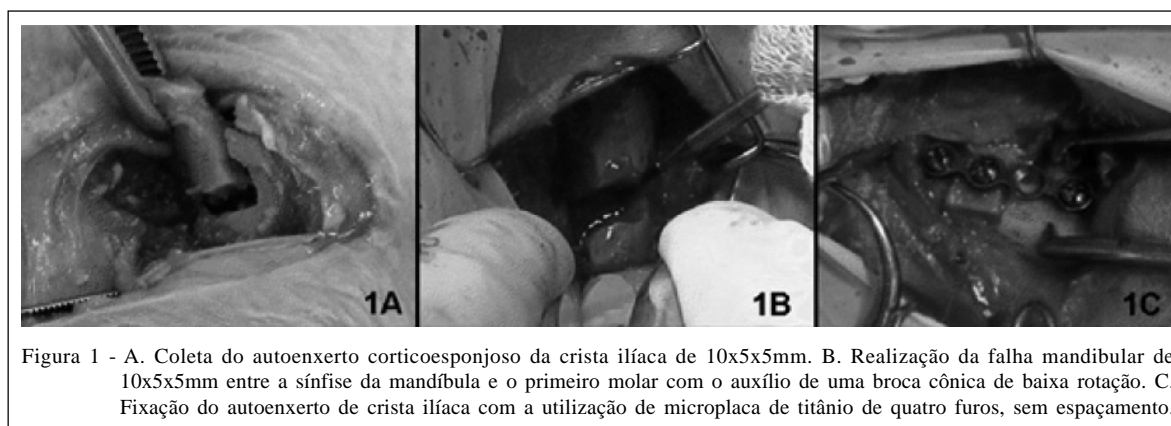 1A 1B 1C
Figura 1 - A. Coleta do autoenxerto corticoesponjoso da crista ilíaca de 10x5x5mm. B. Realização da falha mandibular de
10x5x5mm entre a sínfise da mandíbula e o primeiro molar com o auxílio de uma broca cônica de baixa rotação. C.
Fixação do autoenxerto de crista ilíaca com a utilização de microplaca de titânio de quatro furos, sem espaçamento.